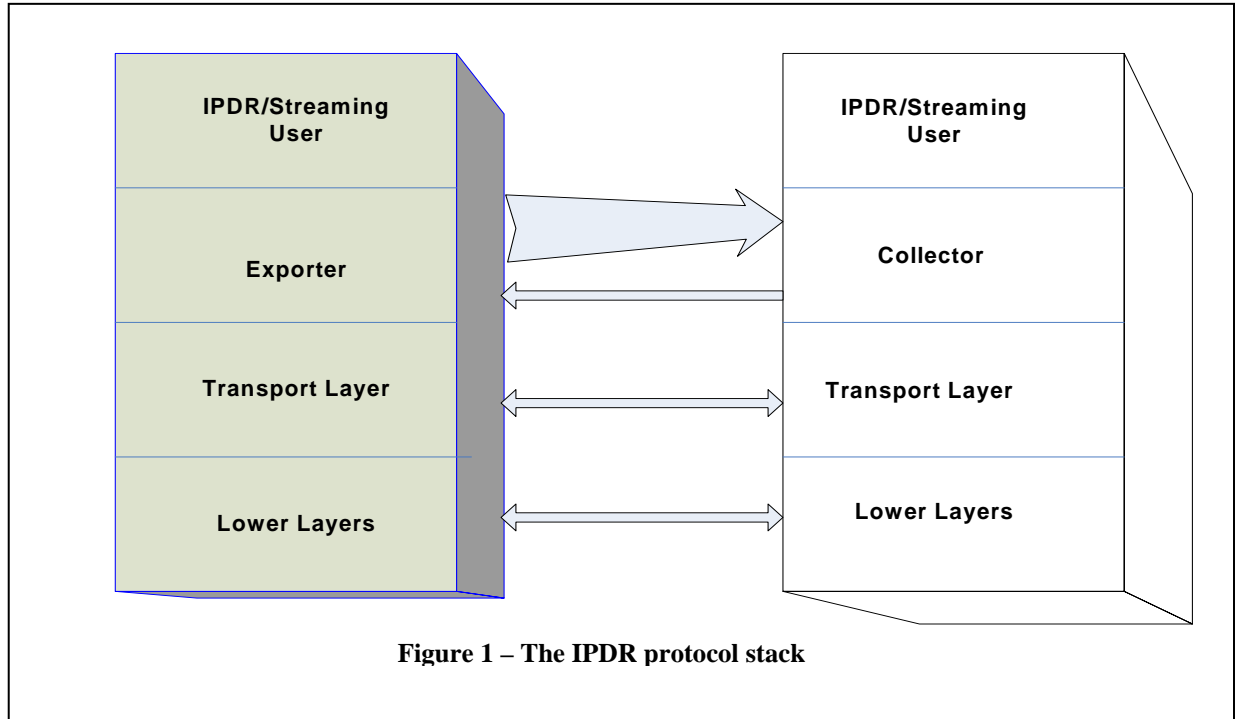 IPDR/Streaming
User
Exporter
Transport Layer
Lower Layers
IPDR/Streaming
User
Collector
Transport Layer
Lower Layers
Figure 1 – The IPDR protocol stack